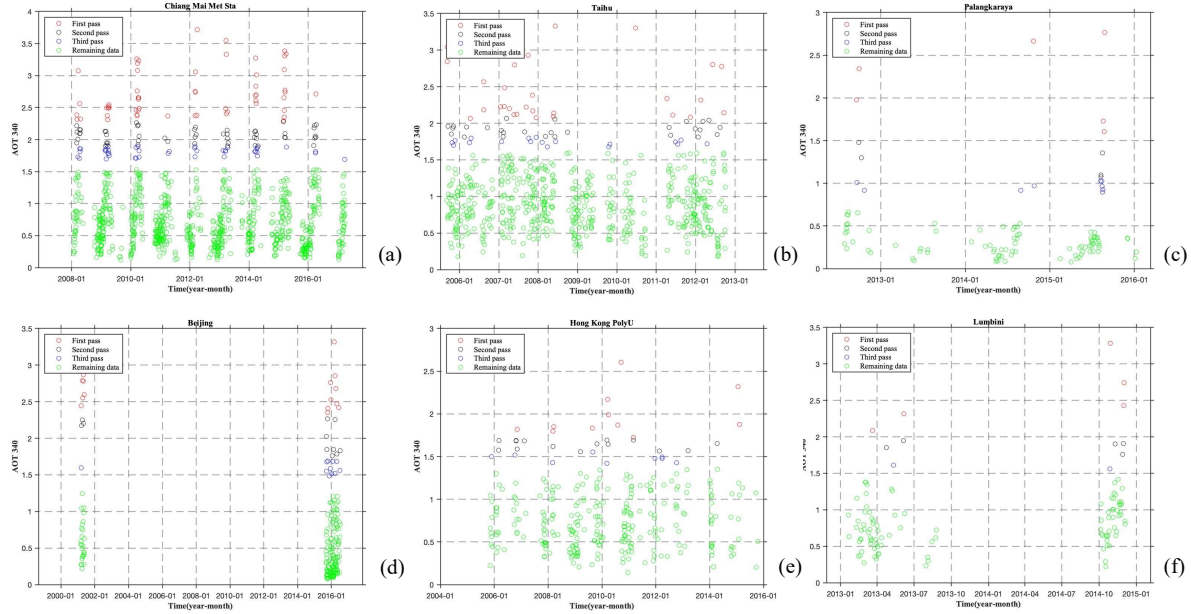 Chiang Mai Met Sta
First pass
Second pass
Third pass
Remaining data
AOT 340
4
3.5
3
2.5
2
1.5
1
0.5
0
2008-01 2010-01 2012-01 2014-01 2016-01
Time(year-month)
(a)
Taihu
First pass
Second pass
Third pass
Remaining data
AOT 340
3.5
3
2.5
2
1.5
1
0.5
0
2006-01 2007-01 2008-01 2009-01 2010-01 2011-01 2012-01 2013-01
Time(year-month)
(b)
Palangkaraya
First pass
Second pass
Third pass
Remaining data
AOT 340
3
2.5
2
1.5
1
0.5
0
2013-01 2014-01 2015-01 2016-01
Time(year-month)
(c)
Beijing
First pass
Second pass
Third pass
Remaining data
AOT 340
3.5
3
2.5
2
1.5
1
0.5
0
2000-01 2002-01 2004-01 2006-01 2008-01 2010-01 2012-01 2014-01 2016-01
Time(year-month)
(d)
Hong Kong PolyU
First pass
Second pass
Third pass
Remaining data
AOT 340
3
2.5
2
1.5
1
0.5
0
2004-01 2006-01 2008-01 2010-01 2012-01 2014-01 2016-01
Time(year-month)
(e)
Lumbini
First pass
Second pass
Third pass
Remaining data
AOT 340
3.5
3
2.5
2
1.5
1
0.5
0
2013-01 2013-04 2013-07 2013-10 2014-01 2014-04 2014-07 2014-10 2015-01
Time(year-month)
(f)